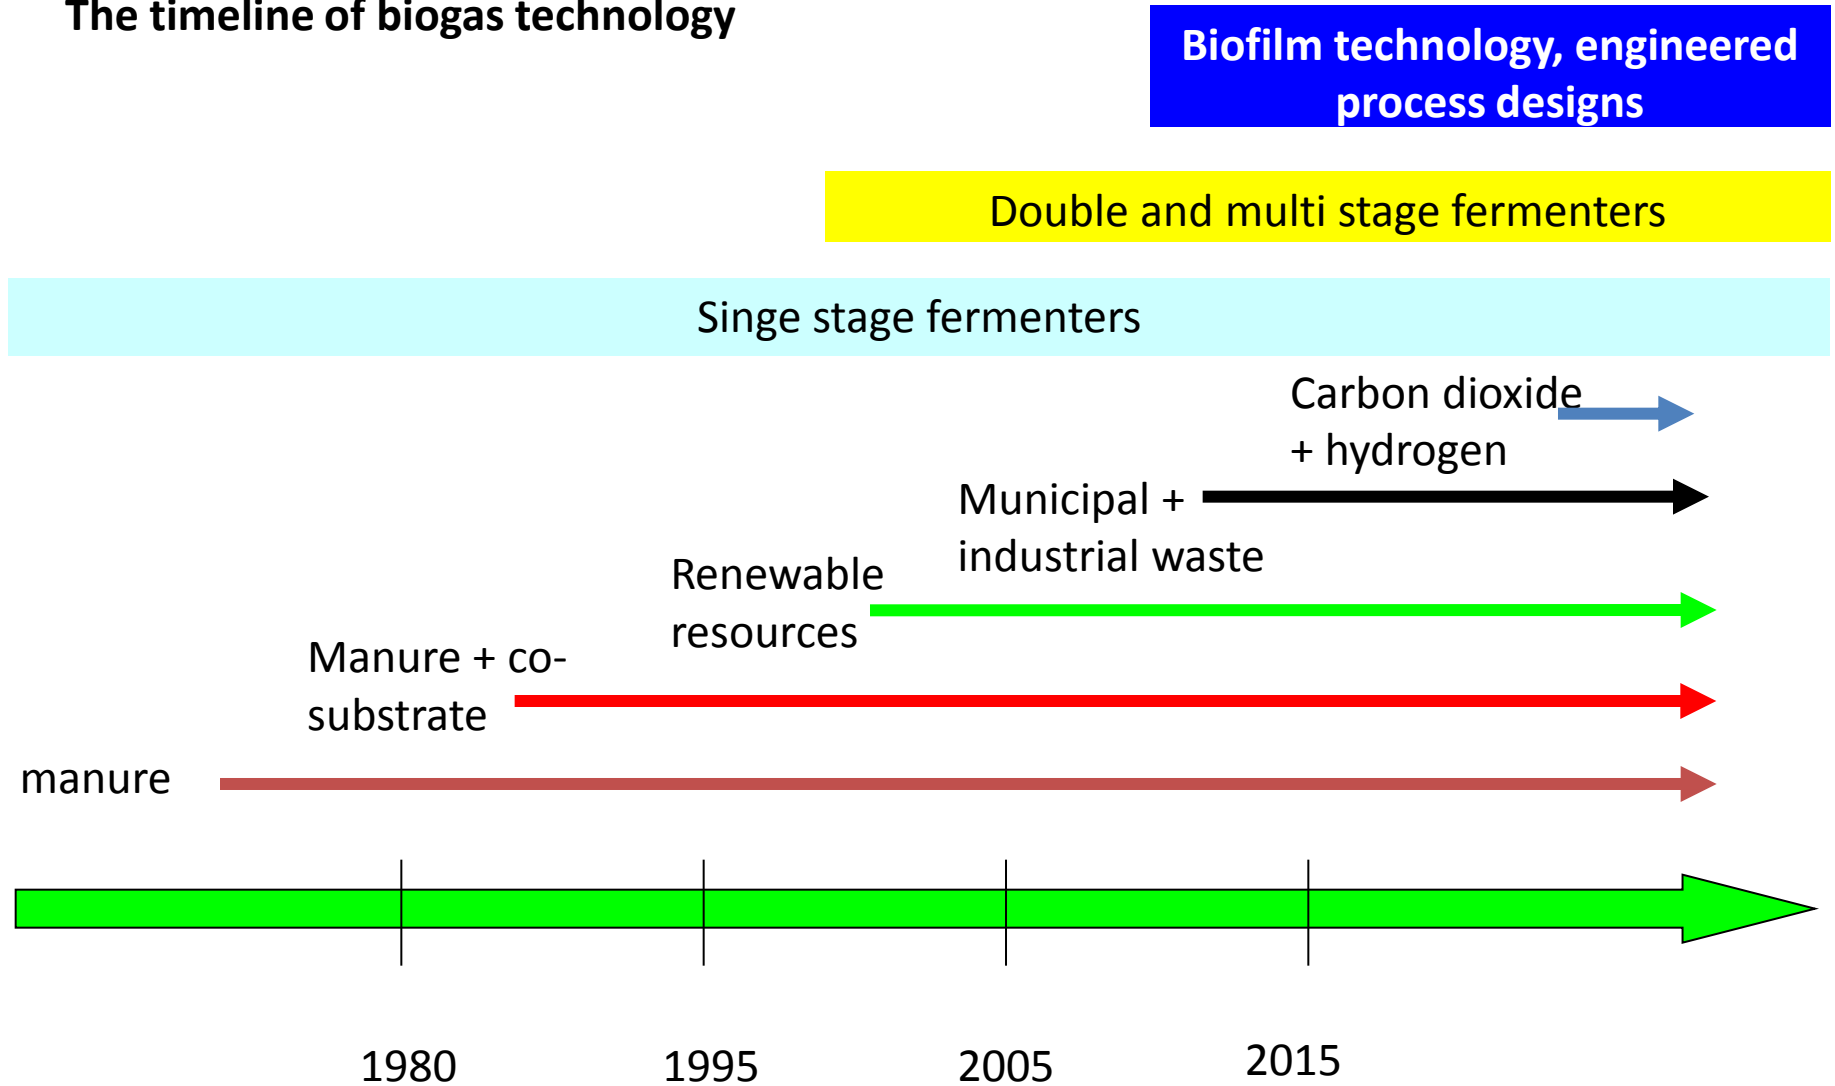 The timeline of biogas technology
Biofilm technology, engineered
process designs
Double and multi stage fermenters
Singe stage fermenters
Carbon dioxide
+ hydrogen
Municipal +
industrial waste
Renewable
resources
Manure + co-
substrate
manure
1980
1995
2005
2015